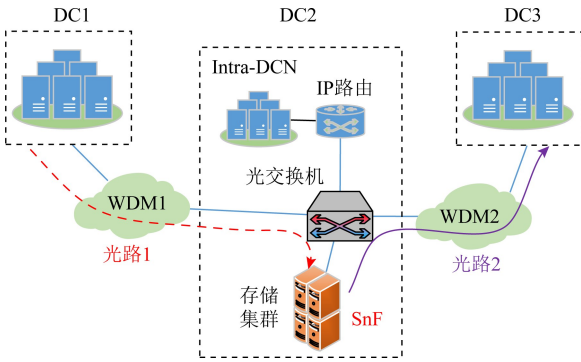 DC1
DC2
DC3
Intra-DCN
IP路由
光交换机
WDM1
WDM2
光路1
光路2
存储
集群
SnF